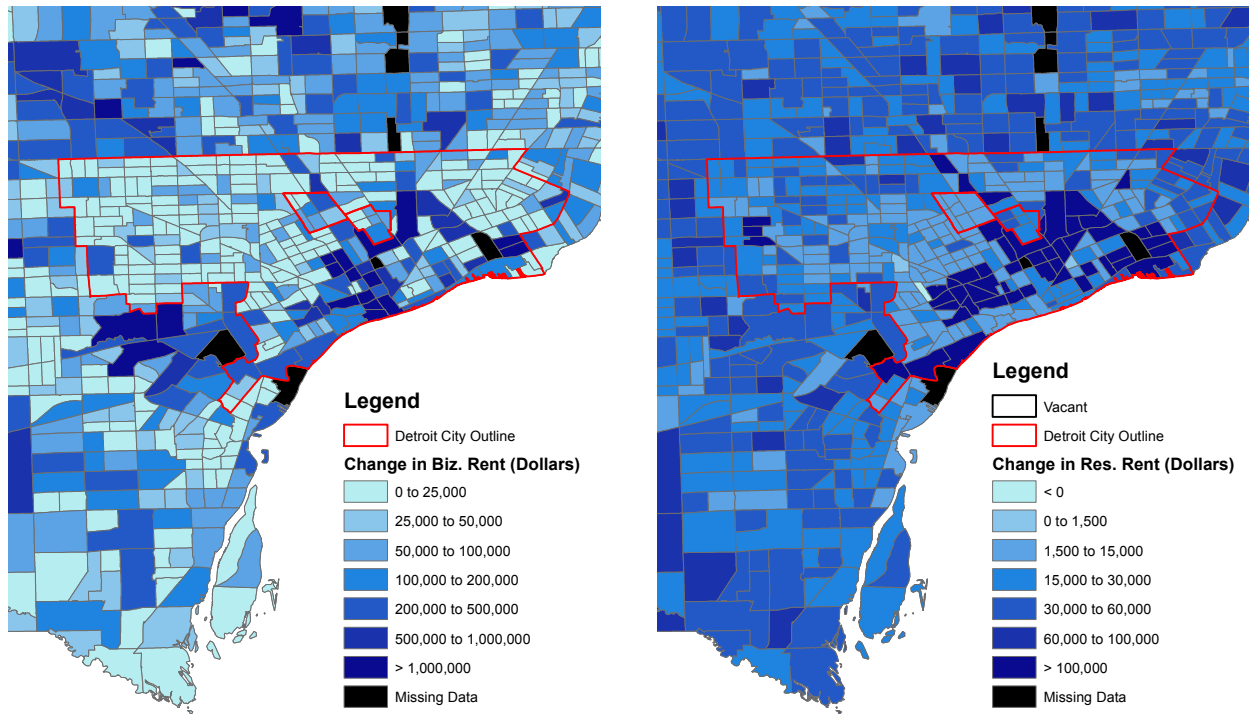 Legend
Detroit City Outline
Change in Biz. Rent (Dollars)
0 to 25,000
25,000 to 50,000
50,000 to 100,000
100,000 to 200,000
200,000 to 500,000
500,000 to 1,000,000
> 1,000,000
Missing Data
Legend
Vacant
Detroit City Outline
Change in Res. Rent (Dollars)
< 0
0 to 1,500
1,500 to 15,000
15,000 to 30,000
30,000 to 60,000
60,000 to 100,000
> 100,000
Missing Data